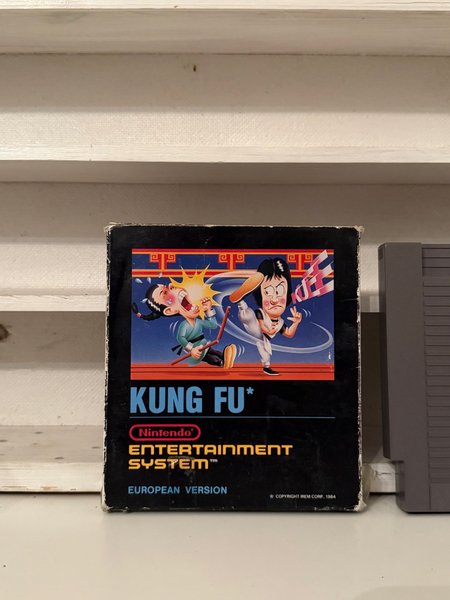 KUNG FU*
Nintendo®
ENTERTAINMENT
SYSTEM™
EUROPEAN VERSION
* COPYRIGHT IREM CORP. 1984